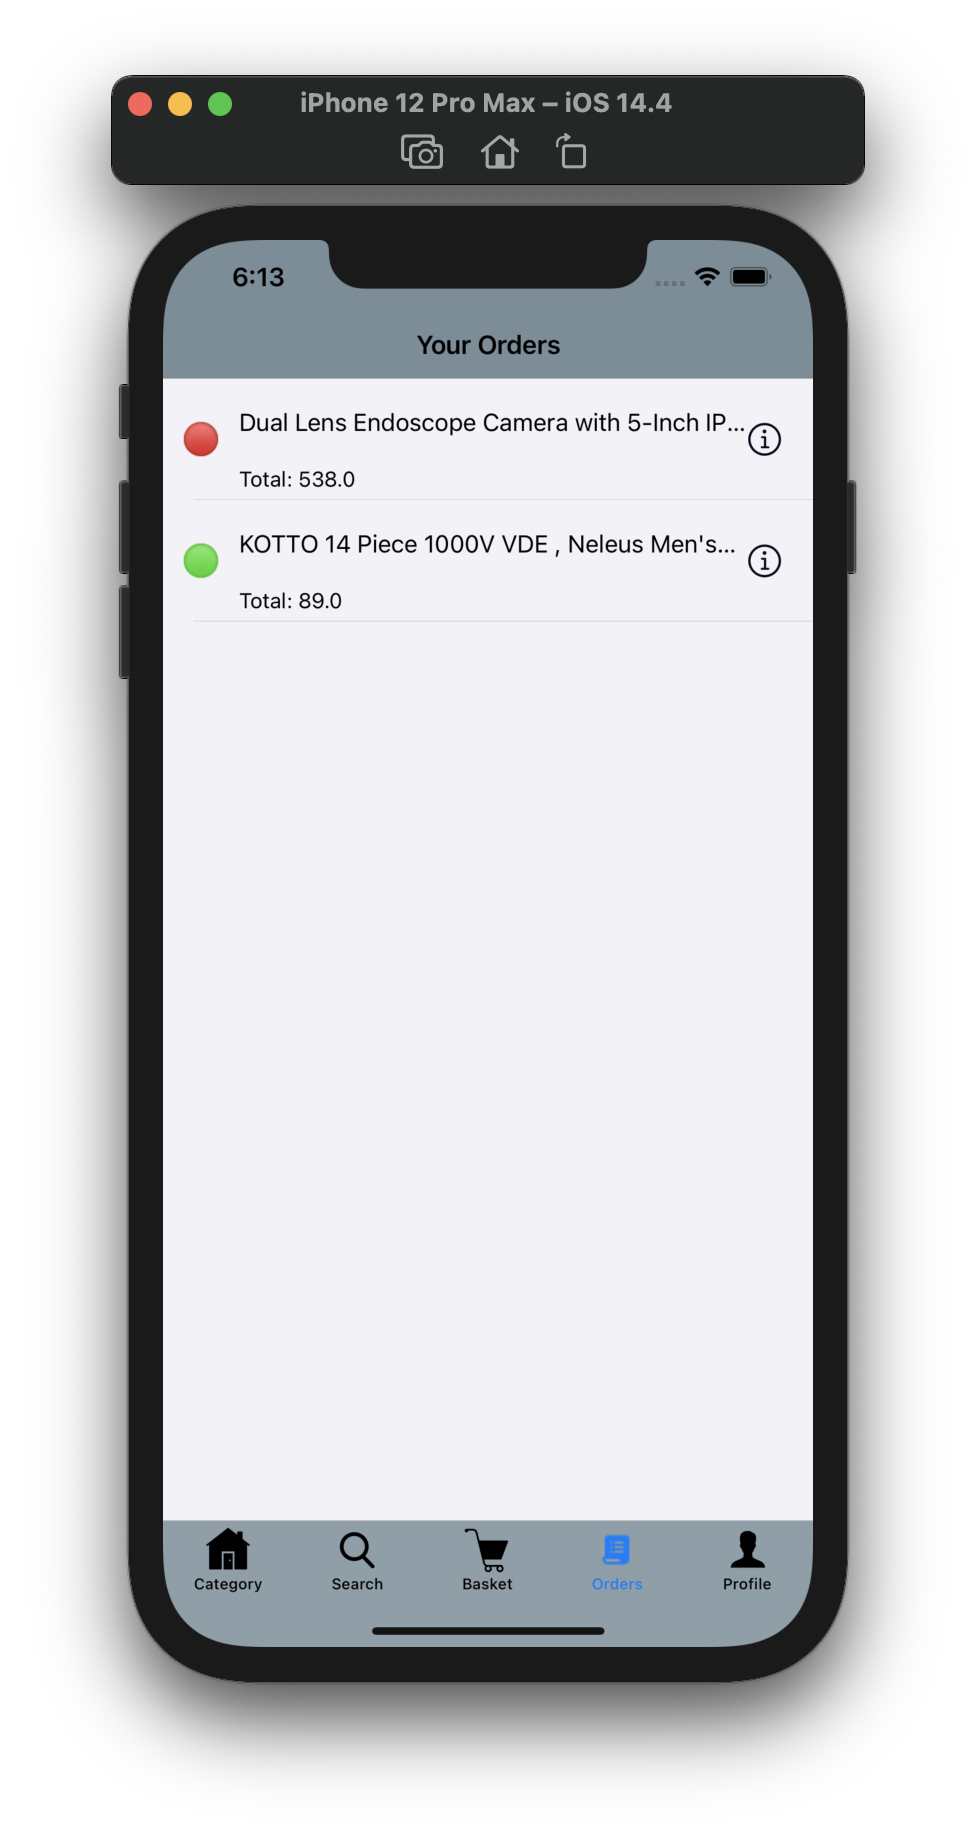 iPhone 12 Pro Max – iOS 14.4
6:13
Your Orders
Dual Lens Endoscope Camera with 5-Inch IP...
Total: 538.0
KOTTO 14 Piece 1000V VDE , Neleus Men's...
Total: 89.0
Category Search Basket Orders Profile